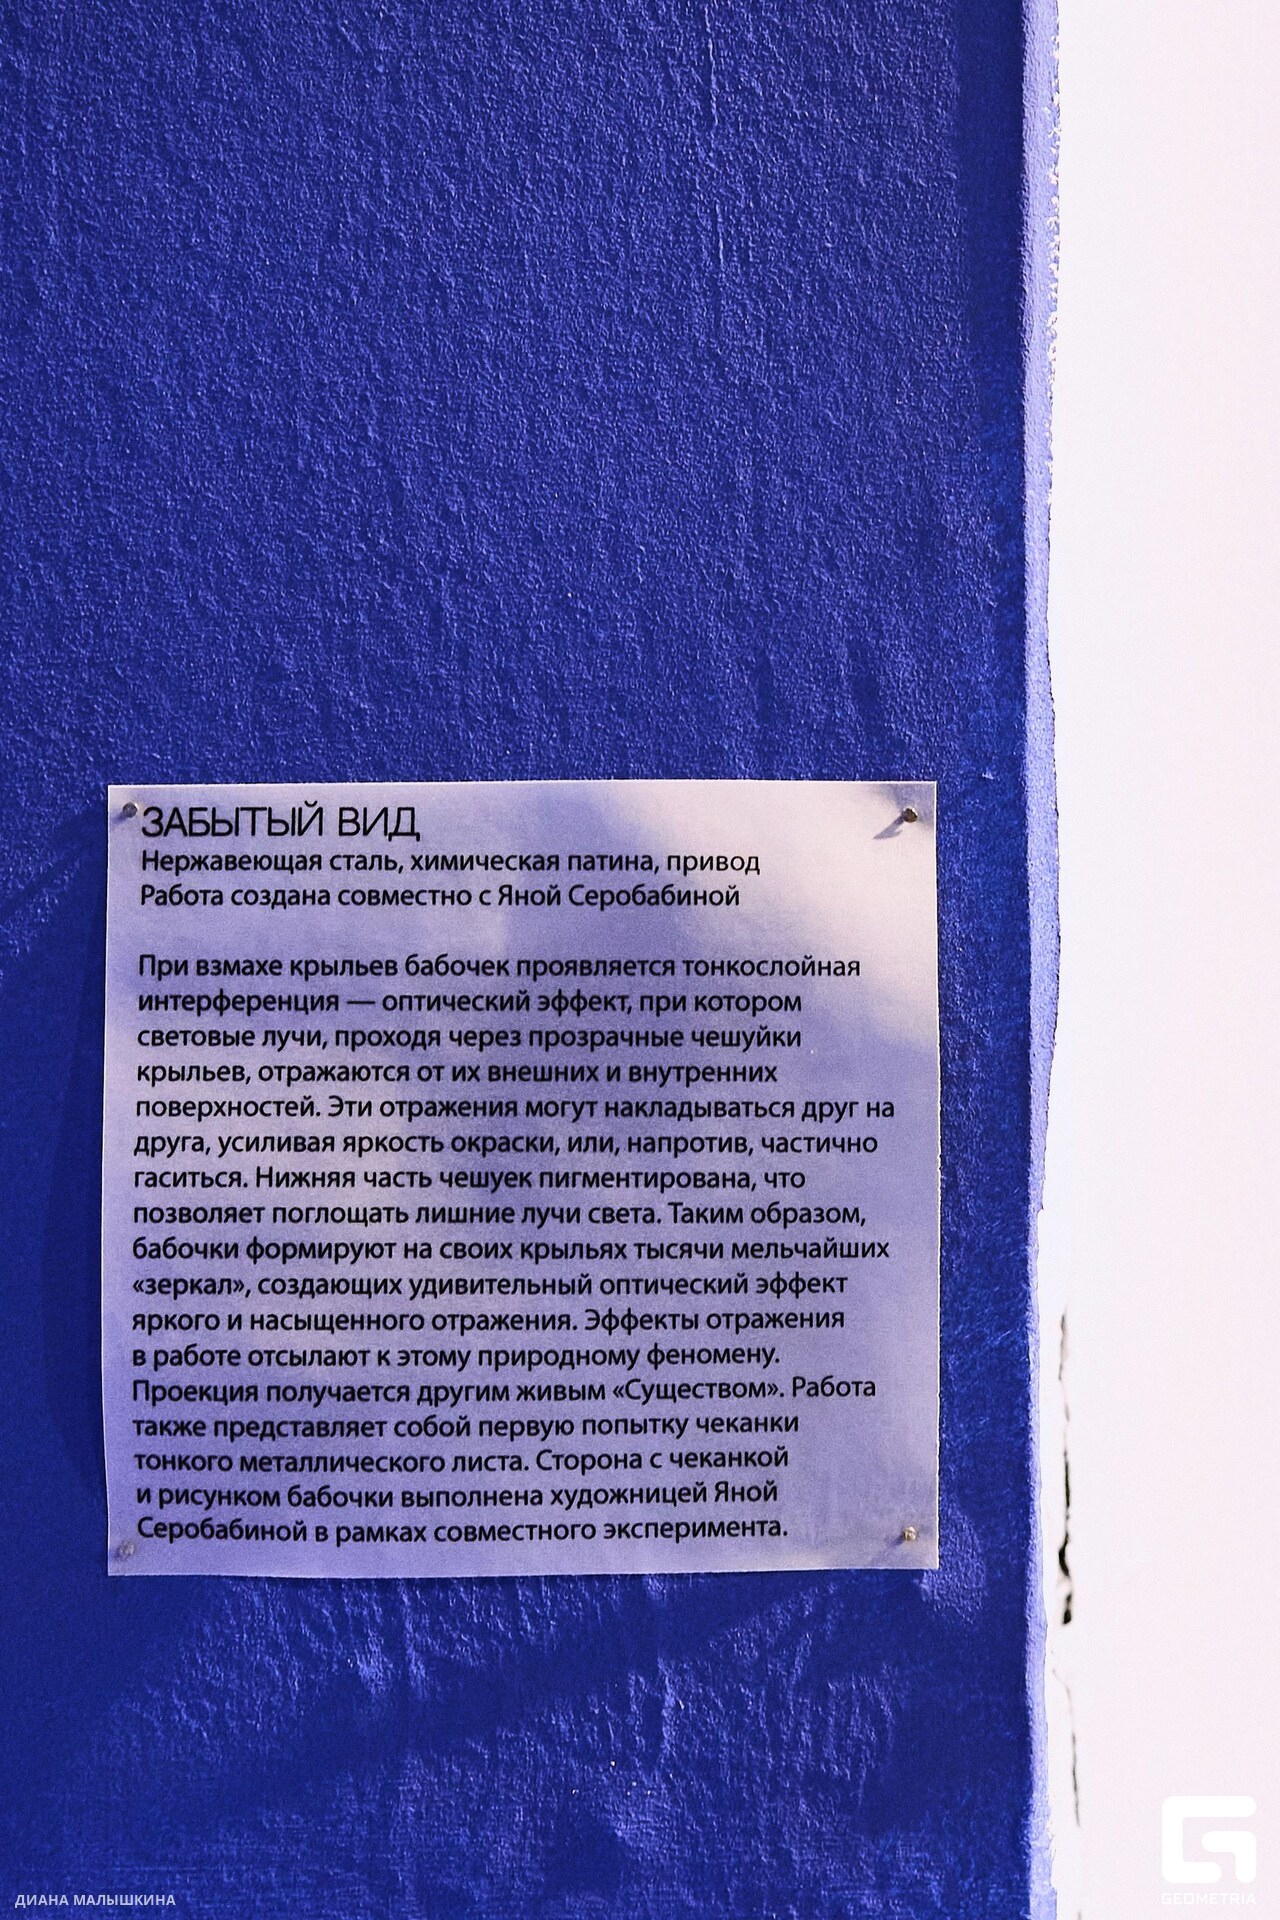 ЗАБЫТЫЙ ВИД
Нержавеющая сталь, химическая патина, привод
Работа создана совместно с Яной Серобабиной
При взмахе крыльев бабочек проявляется тонкослойная
интерференция — оптический эффект, при котором
световые лучи, проходя через прозрачные чешуйки
крыльев, отражаются от их внешних и внутренних
поверхностей. Эти отражения могут накладываться друг на
друга, усиливая яркость окраски, или, напротив, частично
гаситься. Нижняя часть чешуек пигментирована, что
позволяет поглощать лишние лучи света. Таким образом,
бабочки формируют на своих крыльях тысячи мельчайших
«зеркал», создающих удивительный оптический эффект
яркого и насыщенного отражения. Эффекты отражения
в работе отсылают к этому природному феномену.
Проекция получается другим живым «Существом». Работа
также представляет собой первую попытку чеканки
тонкого металлического листа. Сторона с чеканкой
и рисунком бабочки выполнена художницей Яной
Серобабиной в рамках совместного эксперимента.
ДИАНА МАЛЫШКИНА
GEOMETRIA